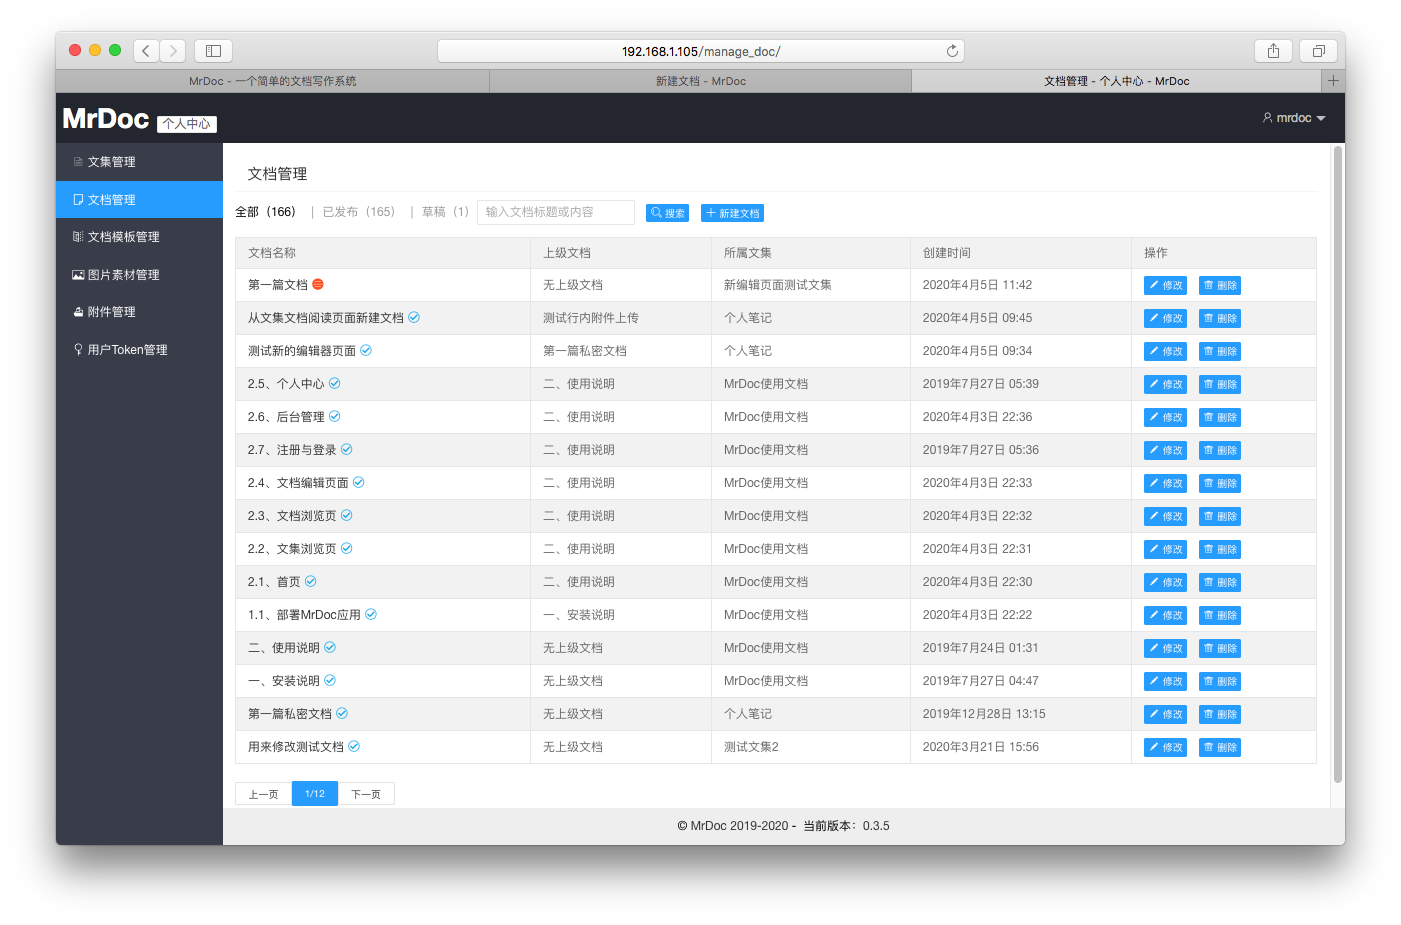 192.168.1.105/manage_doc/
MrDoc - 一个简单的文档写作系统
新建文档 - MrDoc
文档管理 - 个人中心 - MrDoc
MrDoc 个人中心
mrdoc
文集管理
文档管理
文档模板管理
图片素材管理
附件管理
用户Token管理
文档管理
全部（166） | 已发布（165） | 草稿（1） 输入文档标题或内容 搜索 新建文档
文档名称 上级文档 所属文集 创建时间 操作
第一篇文档 无上级文档 新编辑页面测试文集 2020年4月5日 11:42 修改 删除
从文集文档阅读页面新建文档 测试行内附件上传 个人笔记 2020年4月5日 09:45 修改 删除
测试新的编辑器页面 第一篇私密文档 个人笔记 2020年4月5日 09:34 修改 删除
2.5、个人中心 二、使用说明 MrDoc使用文档 2019年7月27日 05:39 修改 删除
2.6、后台管理 二、使用说明 MrDoc使用文档 2020年4月3日 22:36 修改 删除
2.7、注册与登录 二、使用说明 MrDoc使用文档 2019年7月27日 05:36 修改 删除
2.4、文档编辑页面 二、使用说明 MrDoc使用文档 2020年4月3日 22:33 修改 删除
2.3、文档浏览页 二、使用说明 MrDoc使用文档 2020年4月3日 22:32 修改 删除
2.2、文集浏览页 二、使用说明 MrDoc使用文档 2020年4月3日 22:31 修改 删除
2.1、首页 二、使用说明 MrDoc使用文档 2020年4月3日 22:30 修改 删除
1.1、部署MrDoc应用 一、安装说明 MrDoc使用文档 2020年4月3日 22:22 修改 删除
二、使用说明 无上级文档 MrDoc使用文档 2019年7月24日 01:31 修改 删除
一、安装说明 无上级文档 MrDoc使用文档 2019年7月27日 04:47 修改 删除
第一篇私密文档 无上级文档 个人笔记 2019年12月28日 13:15 修改 删除
用来修改测试文档 无上级文档 测试文集2 2020年3月21日 15:56 修改 删除
上一页 1/12 下一页
© MrDoc 2019-2020 - 当前版本：0.3.5